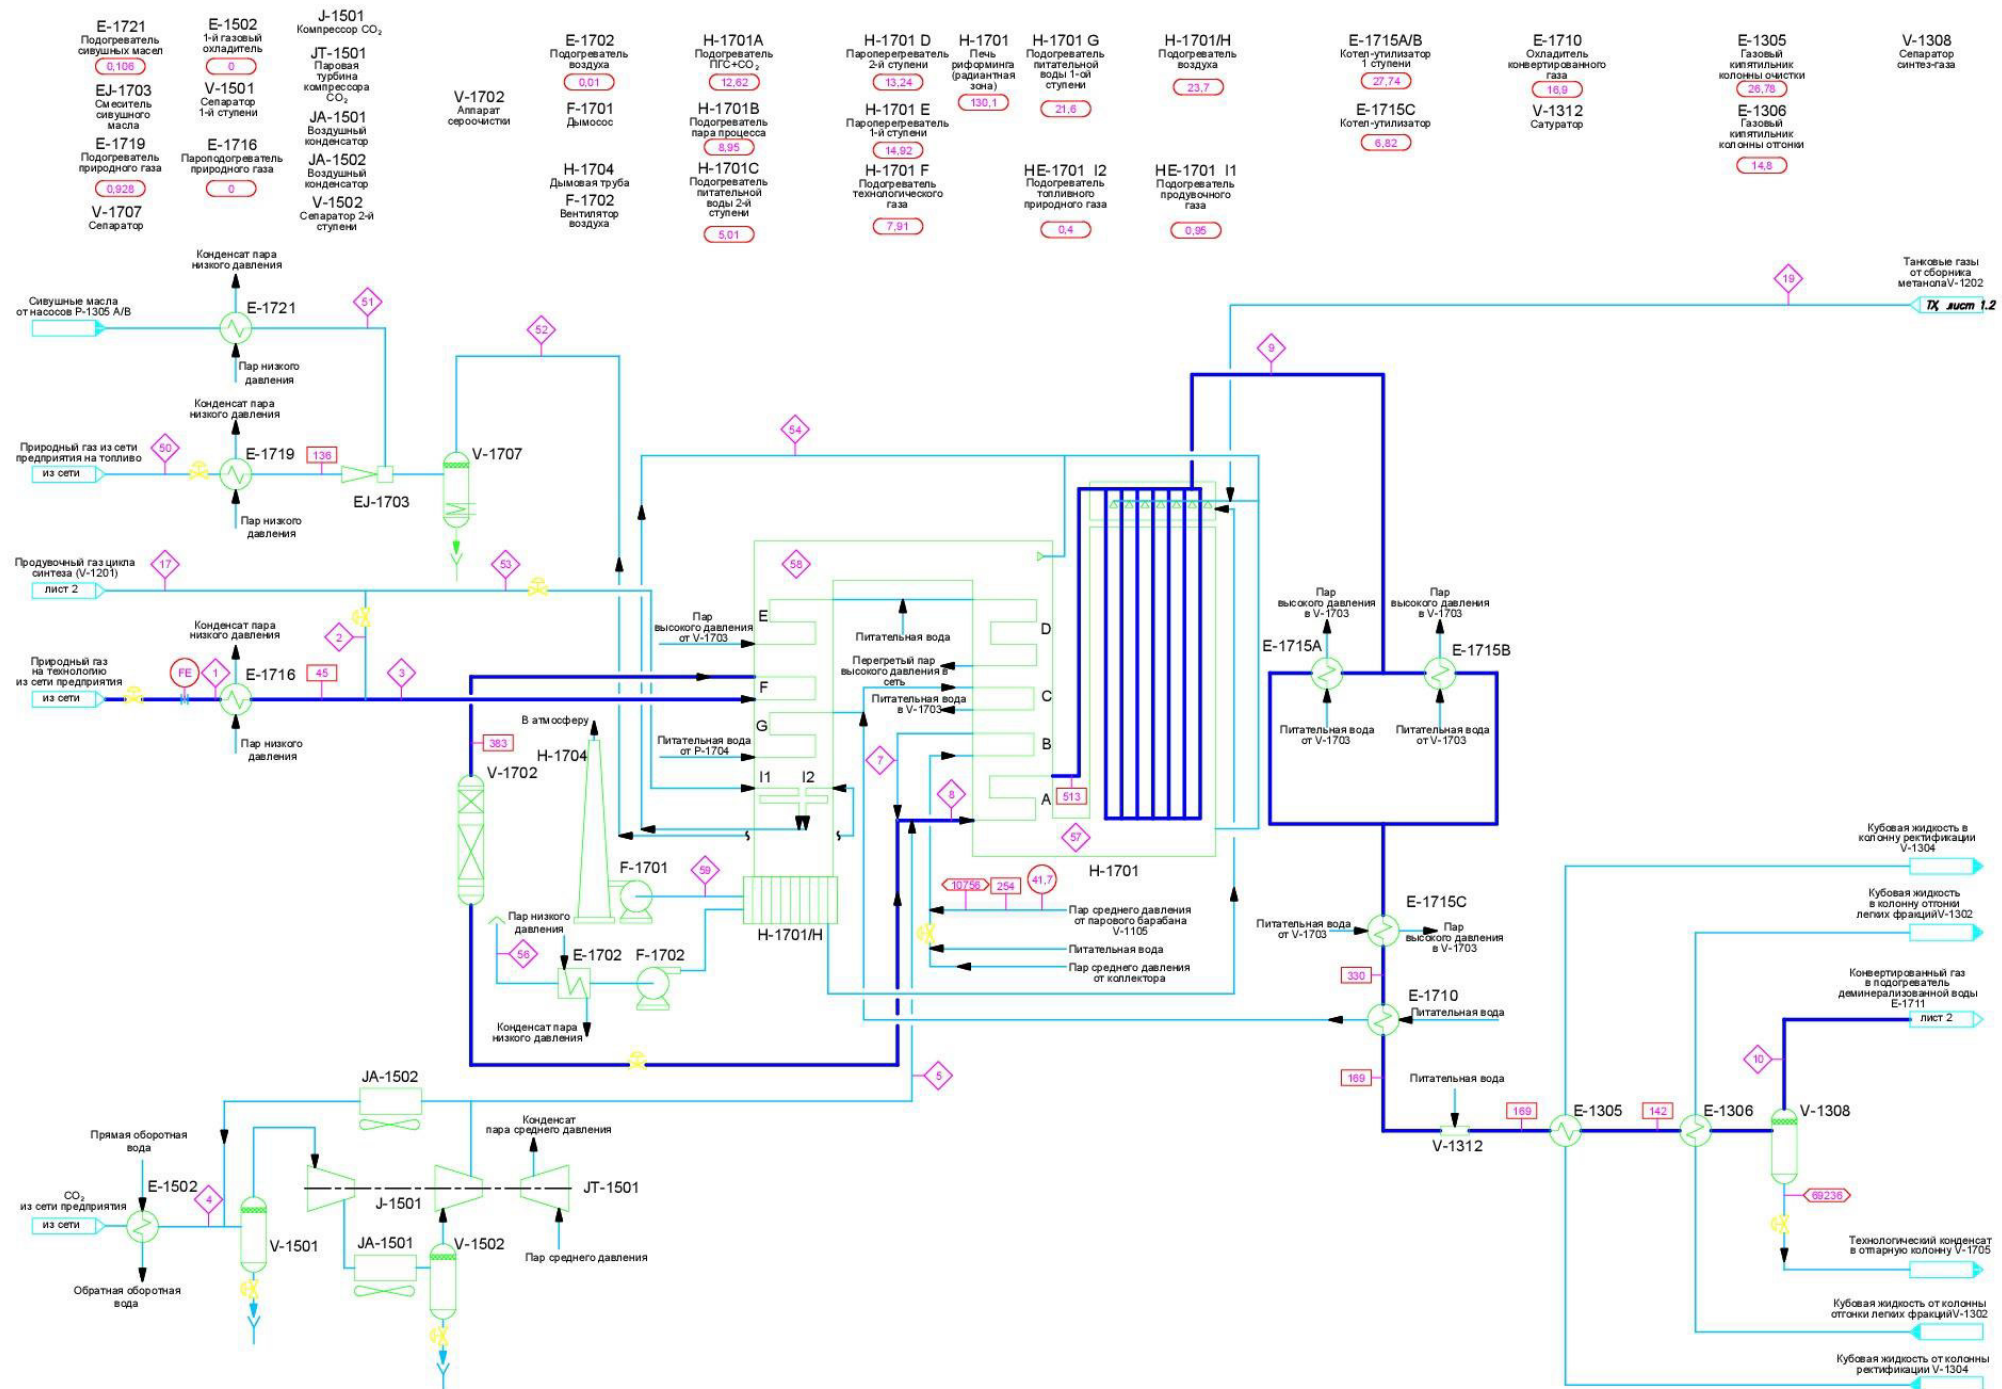 E-1721
Подогреватель
сивушных масел
0,106
EJ-1703
Смеситель
сивушного
масла
E-1719
Подогреватель
природного газа
0,928
V-1707
Сепаратор
E-1502
1-й газовый
охладитель
0
V-1501
Сепаратор
1-й ступени
E-1716
Пароподогреватель
природного газа
0
J-1501
Компрессор CO₂
JT-1501
Паровая
турбина
компрессора
CO₂
JA-1501
Воздушный
конденсатор
JA-1502
Воздушный
конденсатор
V-1502
Сепаратор 2-й
ступени
V-1702
Аппарат
сероочистки
E-1702
Подогреватель
воздуха
0,01
F-1701
Дымосос
H-1704
Дымовая труба
F-1702
Вентилятор
воздуха
H-1701A
Подогреватель
ПГС+CO₂
12,62
H-1701B
Подогреватель
пара процесса
8,95
H-1701C
Подогреватель
питательной
воды 2-й
ступени
5,01
H-1701 D
Пароперегреватель
2-й ступени
13,24
H-1701 E
Пароперегреватель
1-й ступени
14,92
H-1701 F
Подогреватель
технологического
газа
7,91
H-1701
Печь
риформинга
(радиантная
зона)
130,1
H-1701 G
Подогреватель
питательной
воды 1-ой
ступени
21,6
HE-1701 I2
Подогреватель
топливного
природного газа
0,4
H-1701/H
Подогреватель
воздуха
23,7
HE-1701 I1
Подогреватель
продувочного
газа
0,95
E-1715A/B
Котел-утилизатор
1 ступени
27,74
E-1715C
Котел-утилизатор
6,82
E-1710
Охладитель
конвертированного
газа
16,9
V-1312
Сатуратор
E-1305
Газовый
кипятильник
колонны очистки
26,78
E-1306
Газовый
кипятильник
колонны отгонки
14,8
V-1308
Сепаратор
синтез-газа
Конденсат пара
низкого давления
Сивушные масла
от насосов P-1305 A/B
E-1721
51
Пар низкого
давления
52
Танковые газы
от сборника
метанолаV-1202
ТХ, лист 1.2
19
9
Конденсат пара
низкого давления
Природный газ из сети
предприятия на топливо
из сети
50
E-1719
136
EJ-1703
V-1707
Пар низкого
давления
54
Продувочный газ цикла
синтеза (V-1201)
лист 2
17
53
58
Конденсат пара
низкого давления
2
Природный газ
на технологию
из сети предприятия
из сети
FE
1
E-1716
45
3
Пар низкого
давления
E
Пар
высокого давления
от V-1703
F
G
Питательная вода
от P-1704
I1
I2
Питательная вода
Перегретый пар
высокого давления в
сеть
Питательная вода
в V-1703
D
C
B
A
7
8
513
57
H-1701
383
V-1702
В атмосферу
H-1704
F-1701
59
H-1701/H
Пар низкого
давления
56
E-1702
F-1702
Конденсат пара
низкого давления
10756
254
41,7
Пар среднего давления
от парового барабана
V-1105
Питательная вода
Пар среднего давления
от коллектора
Пар
высокого давления
в V-1703
Пар
высокого давления
в V-1703
E-1715A
E-1715B
Питательная вода
от V-1703
Питательная вода
от V-1703
E-1715C
Питательная вода
от V-1703
Пар
высокого давления
в V-1703
330
E-1710
Питательная вода
169
Питательная вода
V-1312
169
E-1305
142
E-1306
V-1308
10
69236
Кубовая жидкость в
колонну ректификации
V-1304
Кубовая жидкость
в колонну отгонки
легких фракцийV-1302
Конвертированный газ
в подогреватель
деминерализованной воды
E-1711
лист 2
Технологический конденсат
в отпарную колонну V-1705
Кубовая жидкость от колонны
отгонки легких фракцийV-1302
Кубовая жидкость от колонны
ректификации V-1304
5
JA-1502
Прямая оборотная
вода
Конденсат
пара среднего давления
E-1502
CO₂
из сети предприятия
из сети
4
J-1501
JT-1501
V-1501
JA-1501
V-1502
Пар среднего давления
Обратная оборотная
вода